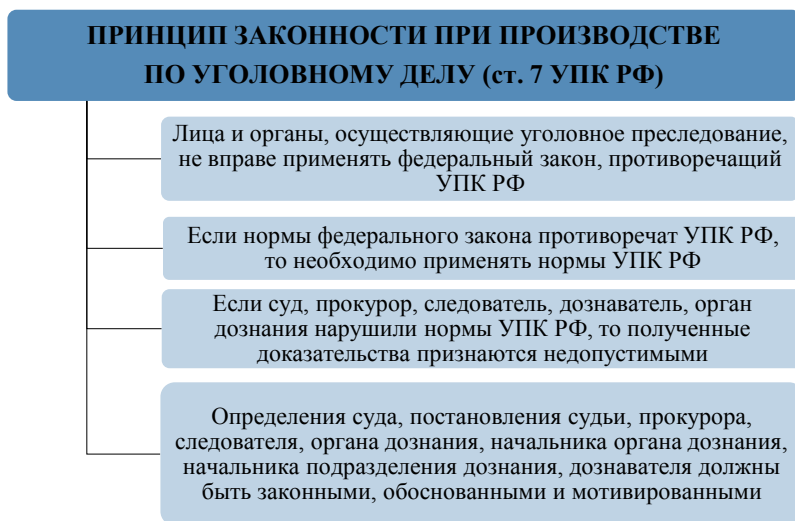 ПРИНЦИП ЗАКОННОСТИ ПРИ ПРОИЗВОДСТВЕ
ПО УГОЛОВНОМУ ДЕЛУ (ст. 7 УПК РФ)
Лица и органы, осуществляющие уголовное преследование,
не вправе применять федеральный закон, противоречащий
УПК РФ
Если нормы федерального закона противоречат УПК РФ,
то необходимо применять нормы УПК РФ
Если суд, прокурор, следователь, дознаватель, орган
дознания нарушили нормы УПК РФ, то полученные
доказательства признаются недопустимыми
Определения суда, постановления судьи, прокурора,
следователя, органа дознания, начальника органа дознания,
начальника подразделения дознания, дознавателя должны
быть законными, обоснованными и мотивированными